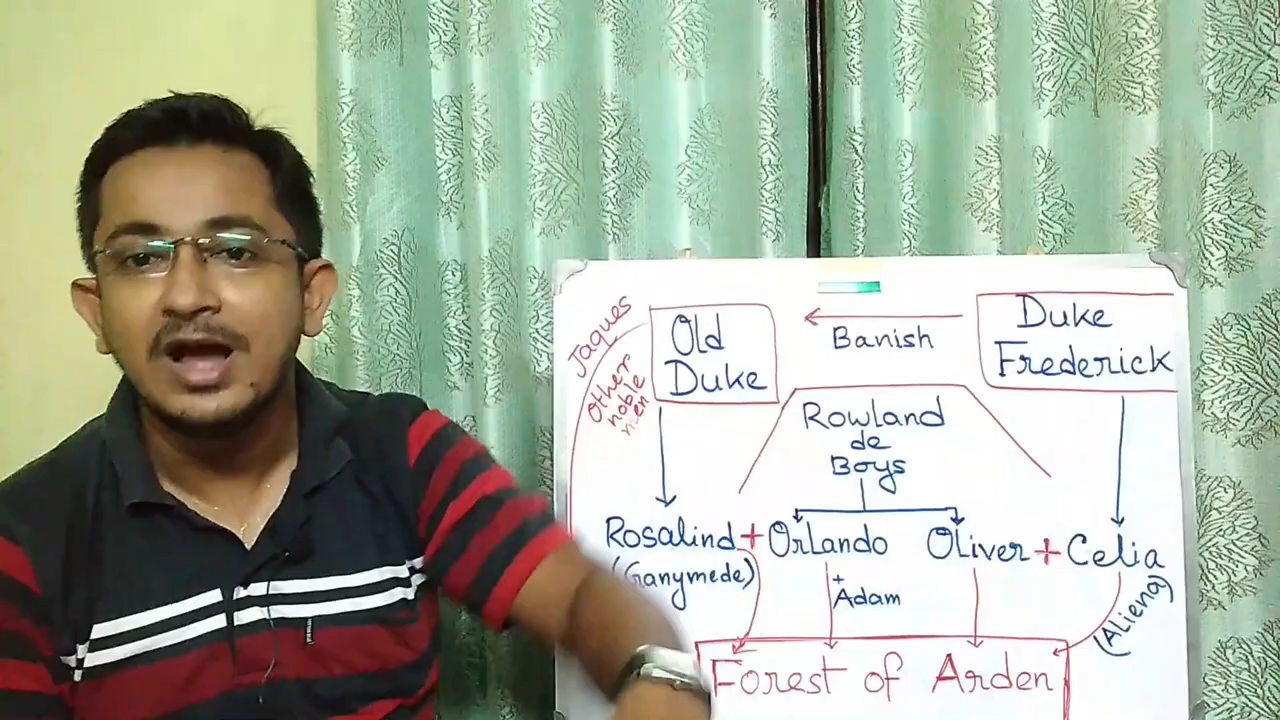 Jaques
Other
noble
men
Old
Duke
Banish
Duke
Frederick
Rowland
de
Boys
Rosalind + Orlando
Oliver + Celia
(Ganymede)
+
Adam
(Aliena)
Forest of Arden